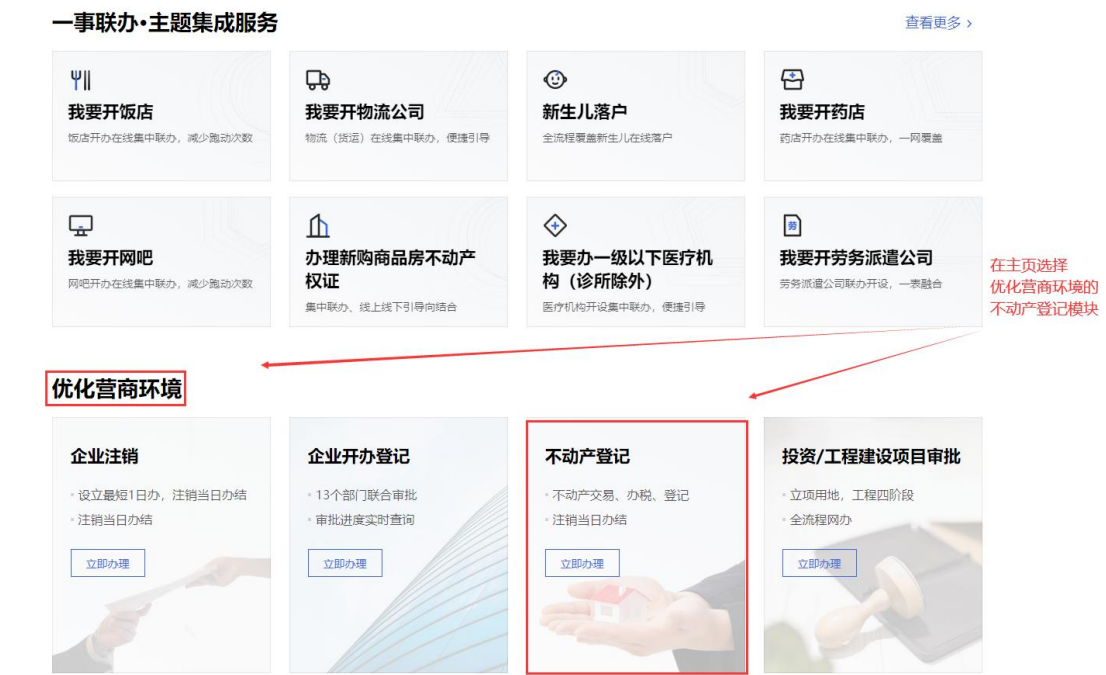 一事联办•主题集成服务
查看更多 ›
我要开饭店
饭店开办在线集中联办，减少跑动次数
我要开物流公司
物流（货运）在线集中联办，便捷引导
新生儿落户
全流程覆盖新生儿在线落户
我要开药店
药店开办在线集中联办，一网覆盖
我要开网吧
网吧开办在线集中联办，减少跑动次数
办理新购商品房不动产
权证
集中联办、线上线下引导向结合
我要办一级以下医疗机
构（诊所除外）
医疗机构开设集中联办，便捷引导
劳
我要开劳务派遣公司
劳务派遣公司联办开设，一表融合
在主页选择
优化营商环境的
不动产登记模块
优化营商环境
企业注销
设立最短1日办，注销当日办结
注销当日办结
立即办理
企业开办登记
13个部门联合审批
审批进度实时查询
立即办理
不动产登记
不动产交易、办税、登记
注销当日办结
立即办理
投资/工程建设项目审批
立项用地，工程四阶段
全流程网办
立即办理